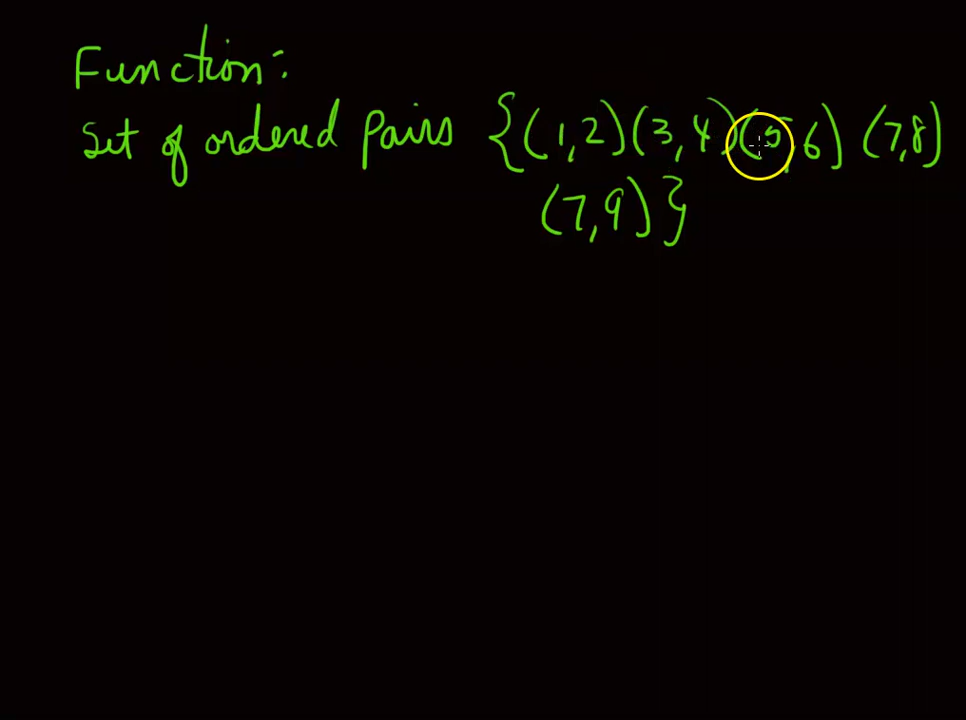 Function:
Set of ordered Pairs {(1,2)(3,4)(5,6) (7,8)
(7,9)}